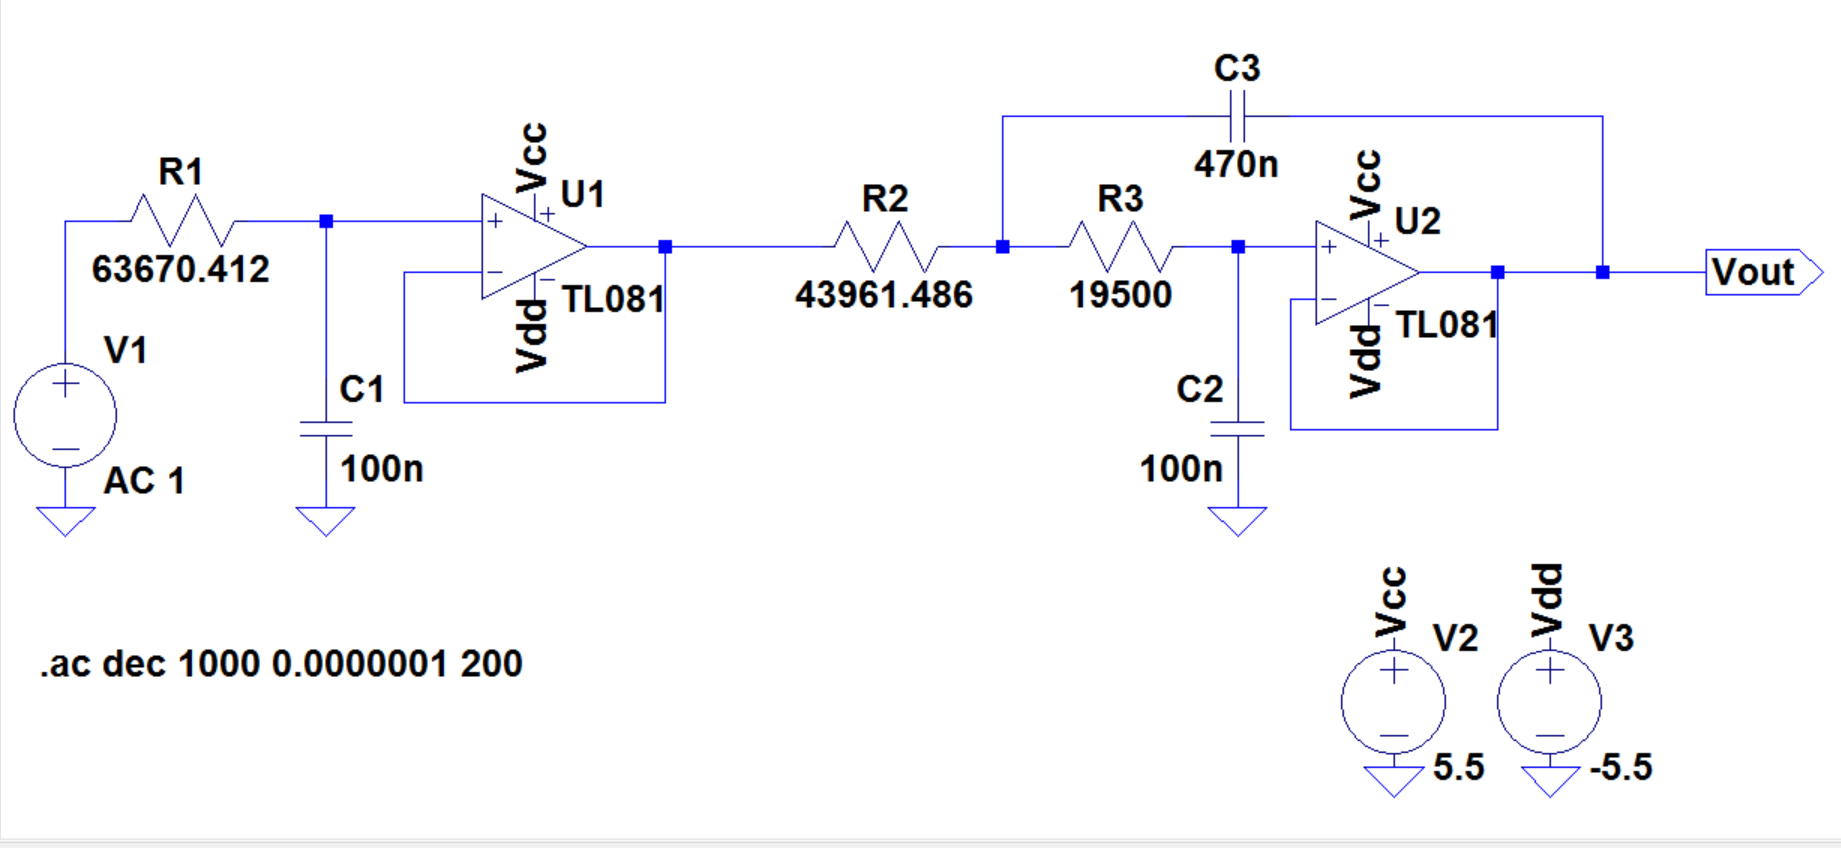 C3
470n
R1
63670.412
Vcc
+
U1
+
−
−
TL081
Vdd
R2
43961.486
R3
19500
Vcc
+
U2
+
−
−
TL081
Vdd
Vout
V1
+
−
AC 1
C1
100n
C2
100n
.ac dec 1000 0.0000001 200
Vcc
V2
+
−
5.5
Vdd
V3
+
−
-5.5